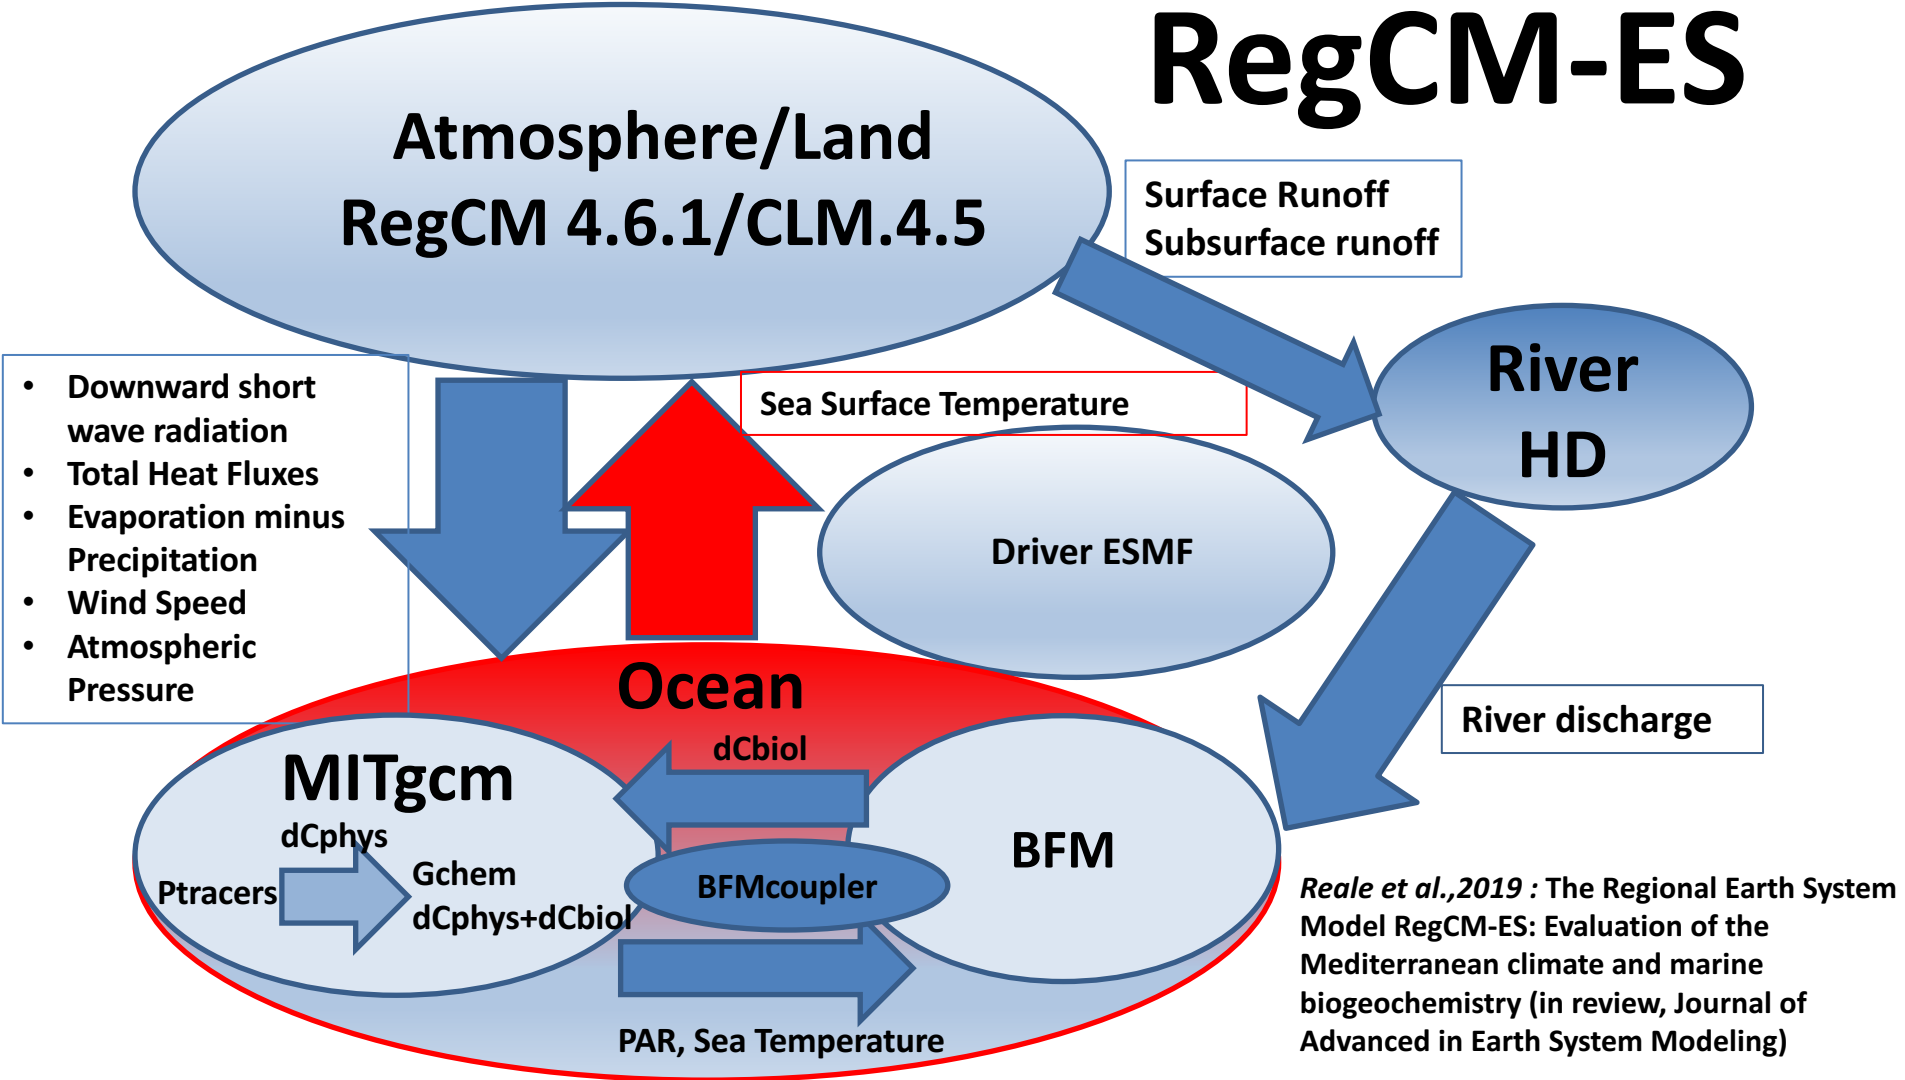 RegCM-ES
Atmosphere/Land
RegCM 4.6.1/CLM.4.5
Surface Runoff
Subsurface runoff
River
HD
• Downward short
wave radiation
• Total Heat Fluxes
• Evaporation minus
Precipitation
• Wind Speed
• Atmospheric
Pressure
Sea Surface Temperature
Driver ESMF
River discharge
Ocean
dCbiol
MITgcm
dCphys
Ptracers
Gchem
dCphys+dCbiol
BFMcoupler
BFM
PAR, Sea Temperature
Reale et al.,2019 : The Regional Earth System
Model RegCM-ES: Evaluation of the
Mediterranean climate and marine
biogeochemistry (in review, Journal of
Advanced in Earth System Modeling)